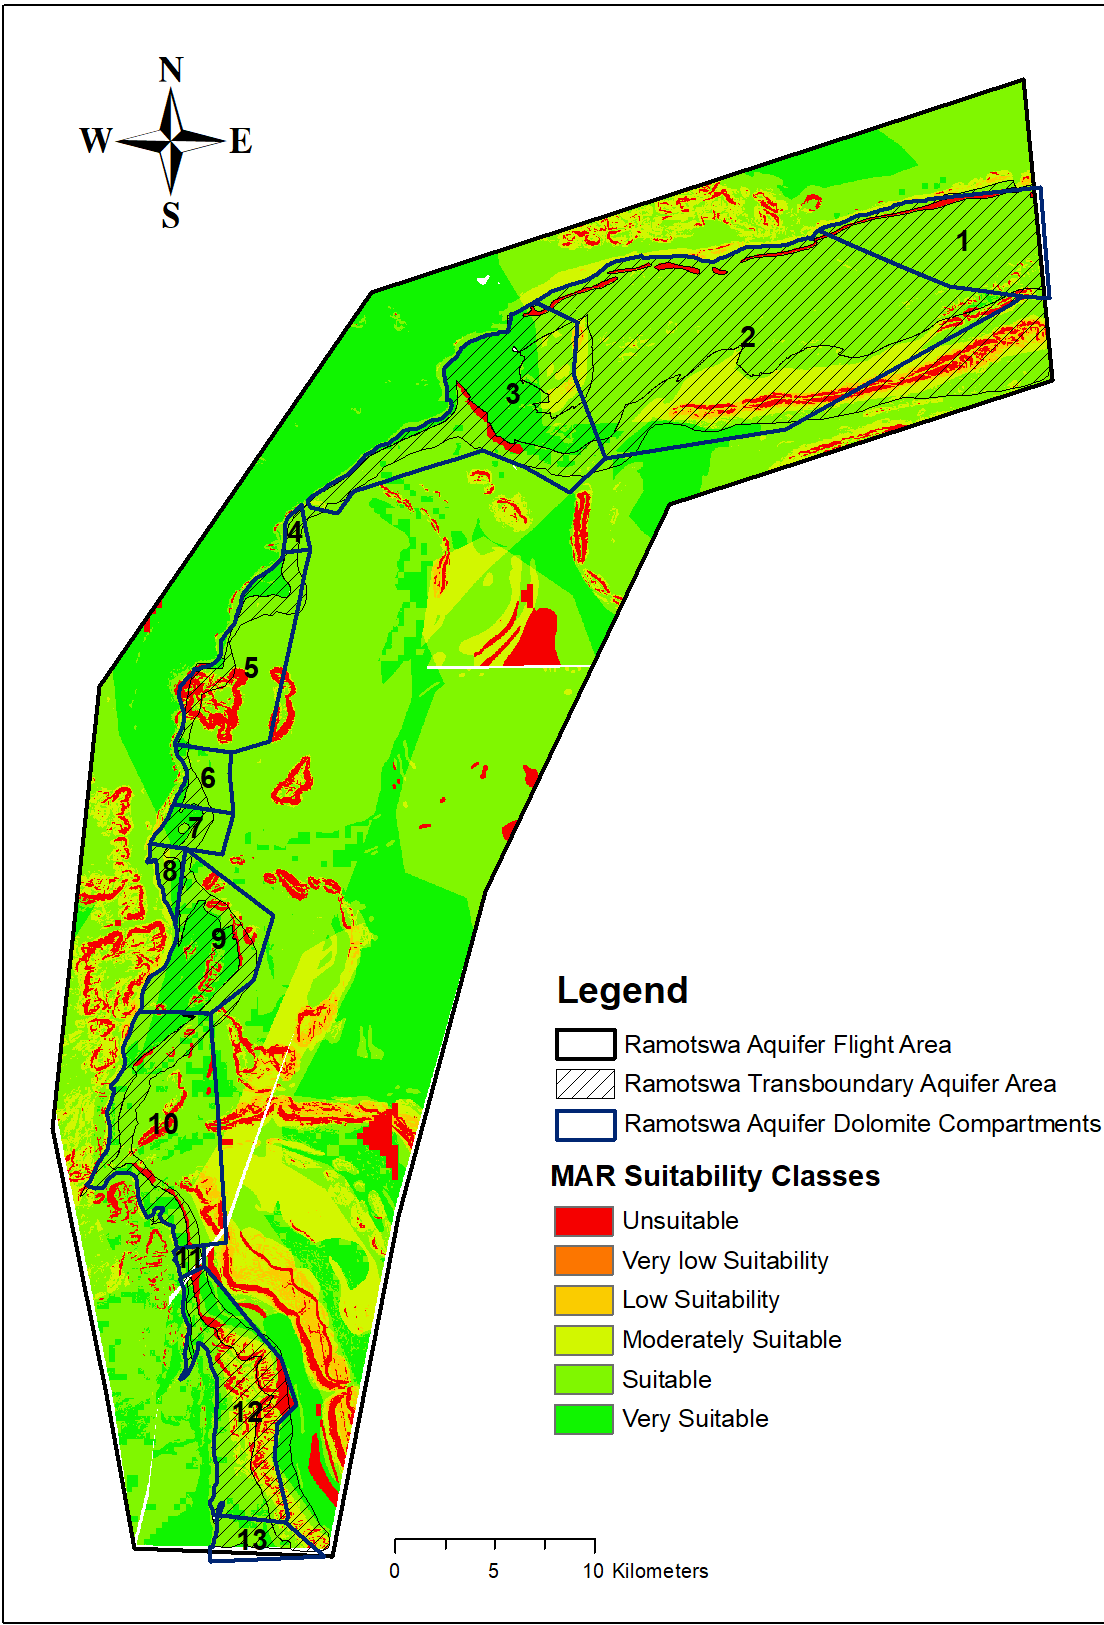 N
W E
S
1
2
3
4
5
6
7
8
9
10
11
12
13
Legend
Ramotswa Aquifer Flight Area
Ramotswa Transboundary Aquifer Area
Ramotswa Aquifer Dolomite Compartments
MAR Suitability Classes
Unsuitable
Very low Suitability
Low Suitability
Moderately Suitable
Suitable
Very Suitable
0 5 10 Kilometers